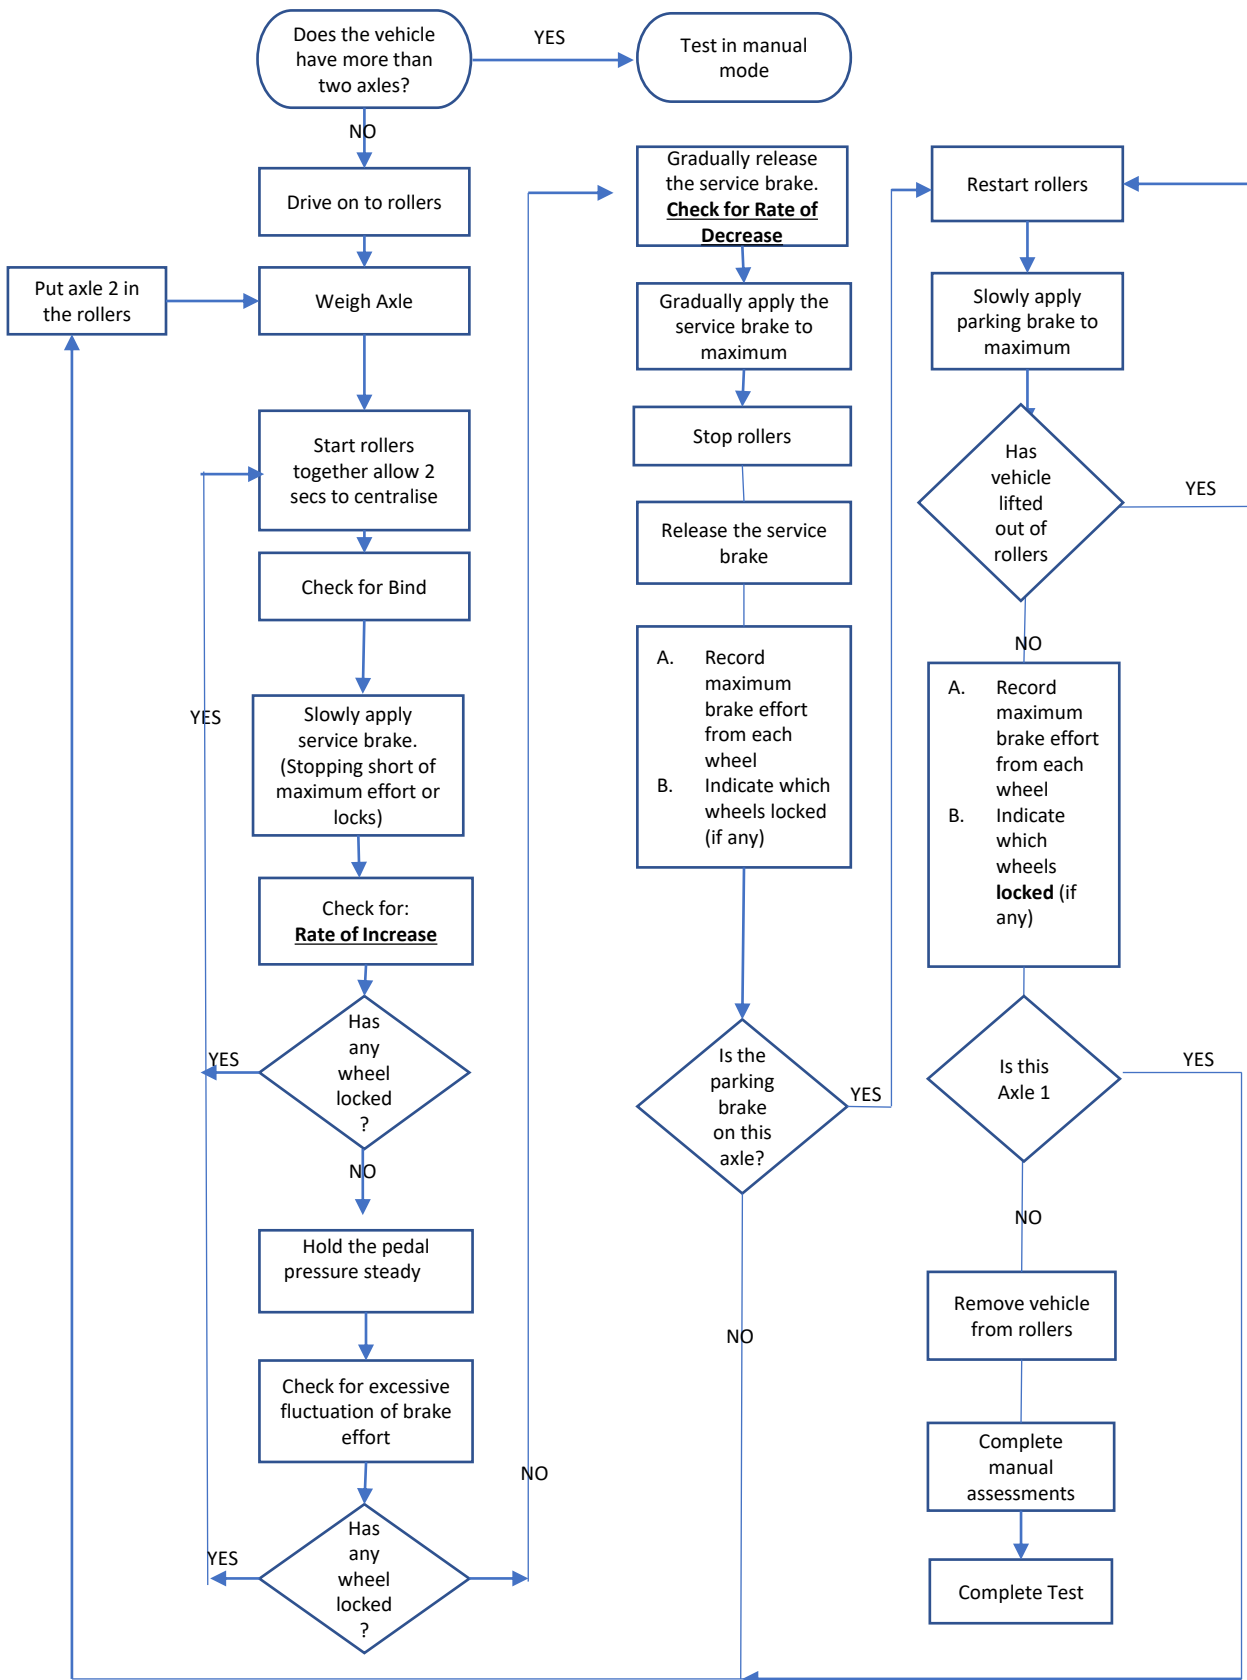 Does the vehicle
have more than
two axles?
YES
Test in manual
mode
NO
Drive on to rollers
Put axle 2 in
the rollers
Weigh Axle
Start rollers
together allow 2
secs to centralise
Check for Bind
YES
Slowly apply
service brake.
(Stopping short of
maximum effort or
locks)
Check for:
Rate of Increase
Has
any
wheel
locked
?
YES
NO
Hold the pedal
pressure steady
Check for excessive
fluctuation of brake
effort
Has
any
wheel
locked
?
YES
NO
Gradually release
the service brake.
Check for Rate of
Decrease
Gradually apply the
service brake to
maximum
Stop rollers
Release the service
brake
A. Record
maximum
brake effort
from each
wheel
B. Indicate which
wheels locked
(if any)
Is the
parking
brake
on this
axle?
YES
NO
Restart rollers
Slowly apply
parking brake to
maximum
Has
vehicle
lifted
out of
rollers
YES
NO
A. Record
maximum
brake effort
from each
wheel
B. Indicate
which
wheels
locked (if
any)
Is this
Axle 1
YES
NO
Remove vehicle
from rollers
Complete
manual
assessments
Complete Test